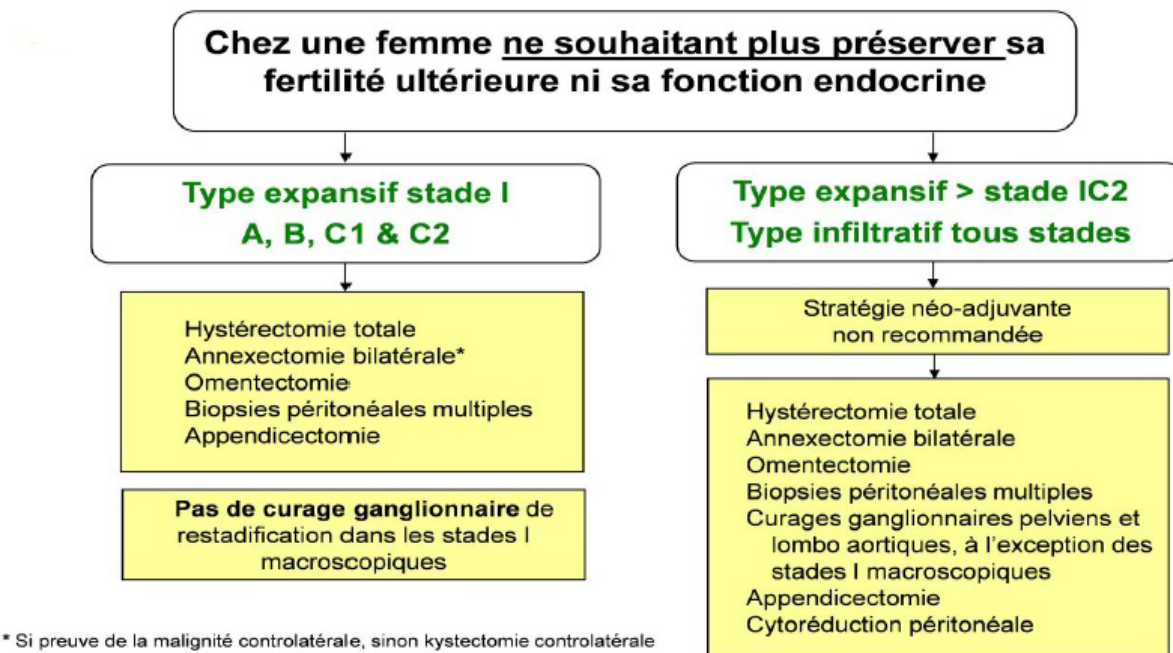 Chez une femme ne souhaitant plus préserver sa
fertilité ultérieure ni sa fonction endocrine
Type expansif stade I
A, B, C1 & C2
Hystérectomie totale
Annexectomie bilatérale*
Omentectomie
Biopsies péritonéales multiples
Appendicectomie
Pas de curage ganglionnaire de
restadification dans les stades I
macroscopiques
Type expansif > stade IC2
Type infiltratif tous stades
Stratégie néo-adjuvante
non recommandée
Hystérectomie totale
Annexectomie bilatérale
Omentectomie
Biopsies péritonéales multiples
Curages ganglionnaires pelviens et
lombo aortiques, à l'exception des
stades I macroscopiques
Appendicectomie
Cytoréduction péritonéale
* Si preuve de la malignité controlatérale, sinon kystectomie controlatérale